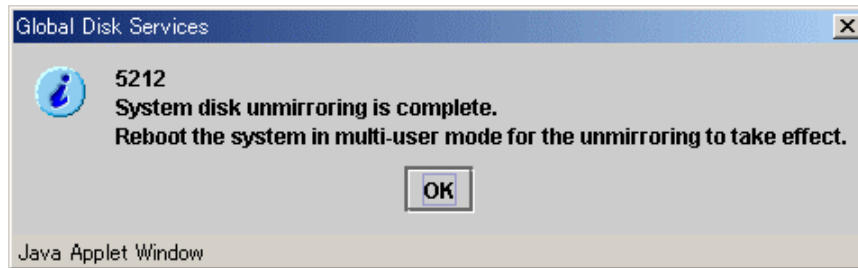 Global Disk Services
5212
System disk unmirroring is complete.
Reboot the system in multi-user mode for the unmirroring to take effect.
OK
Java Applet Window